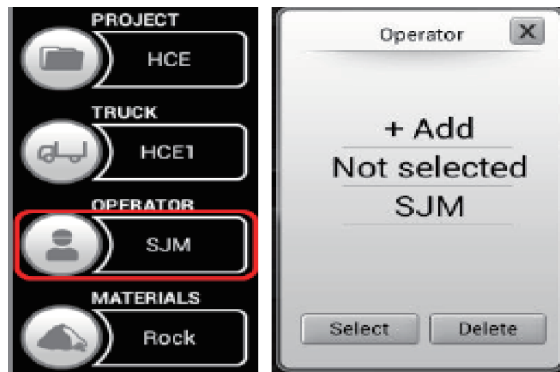 PROJECT
HCE
TRUCK
HCE1
OPERATOR
SJM
MATERIALS
Rock
Operator
X
+ Add
Not selected
SJM
Select
Delete